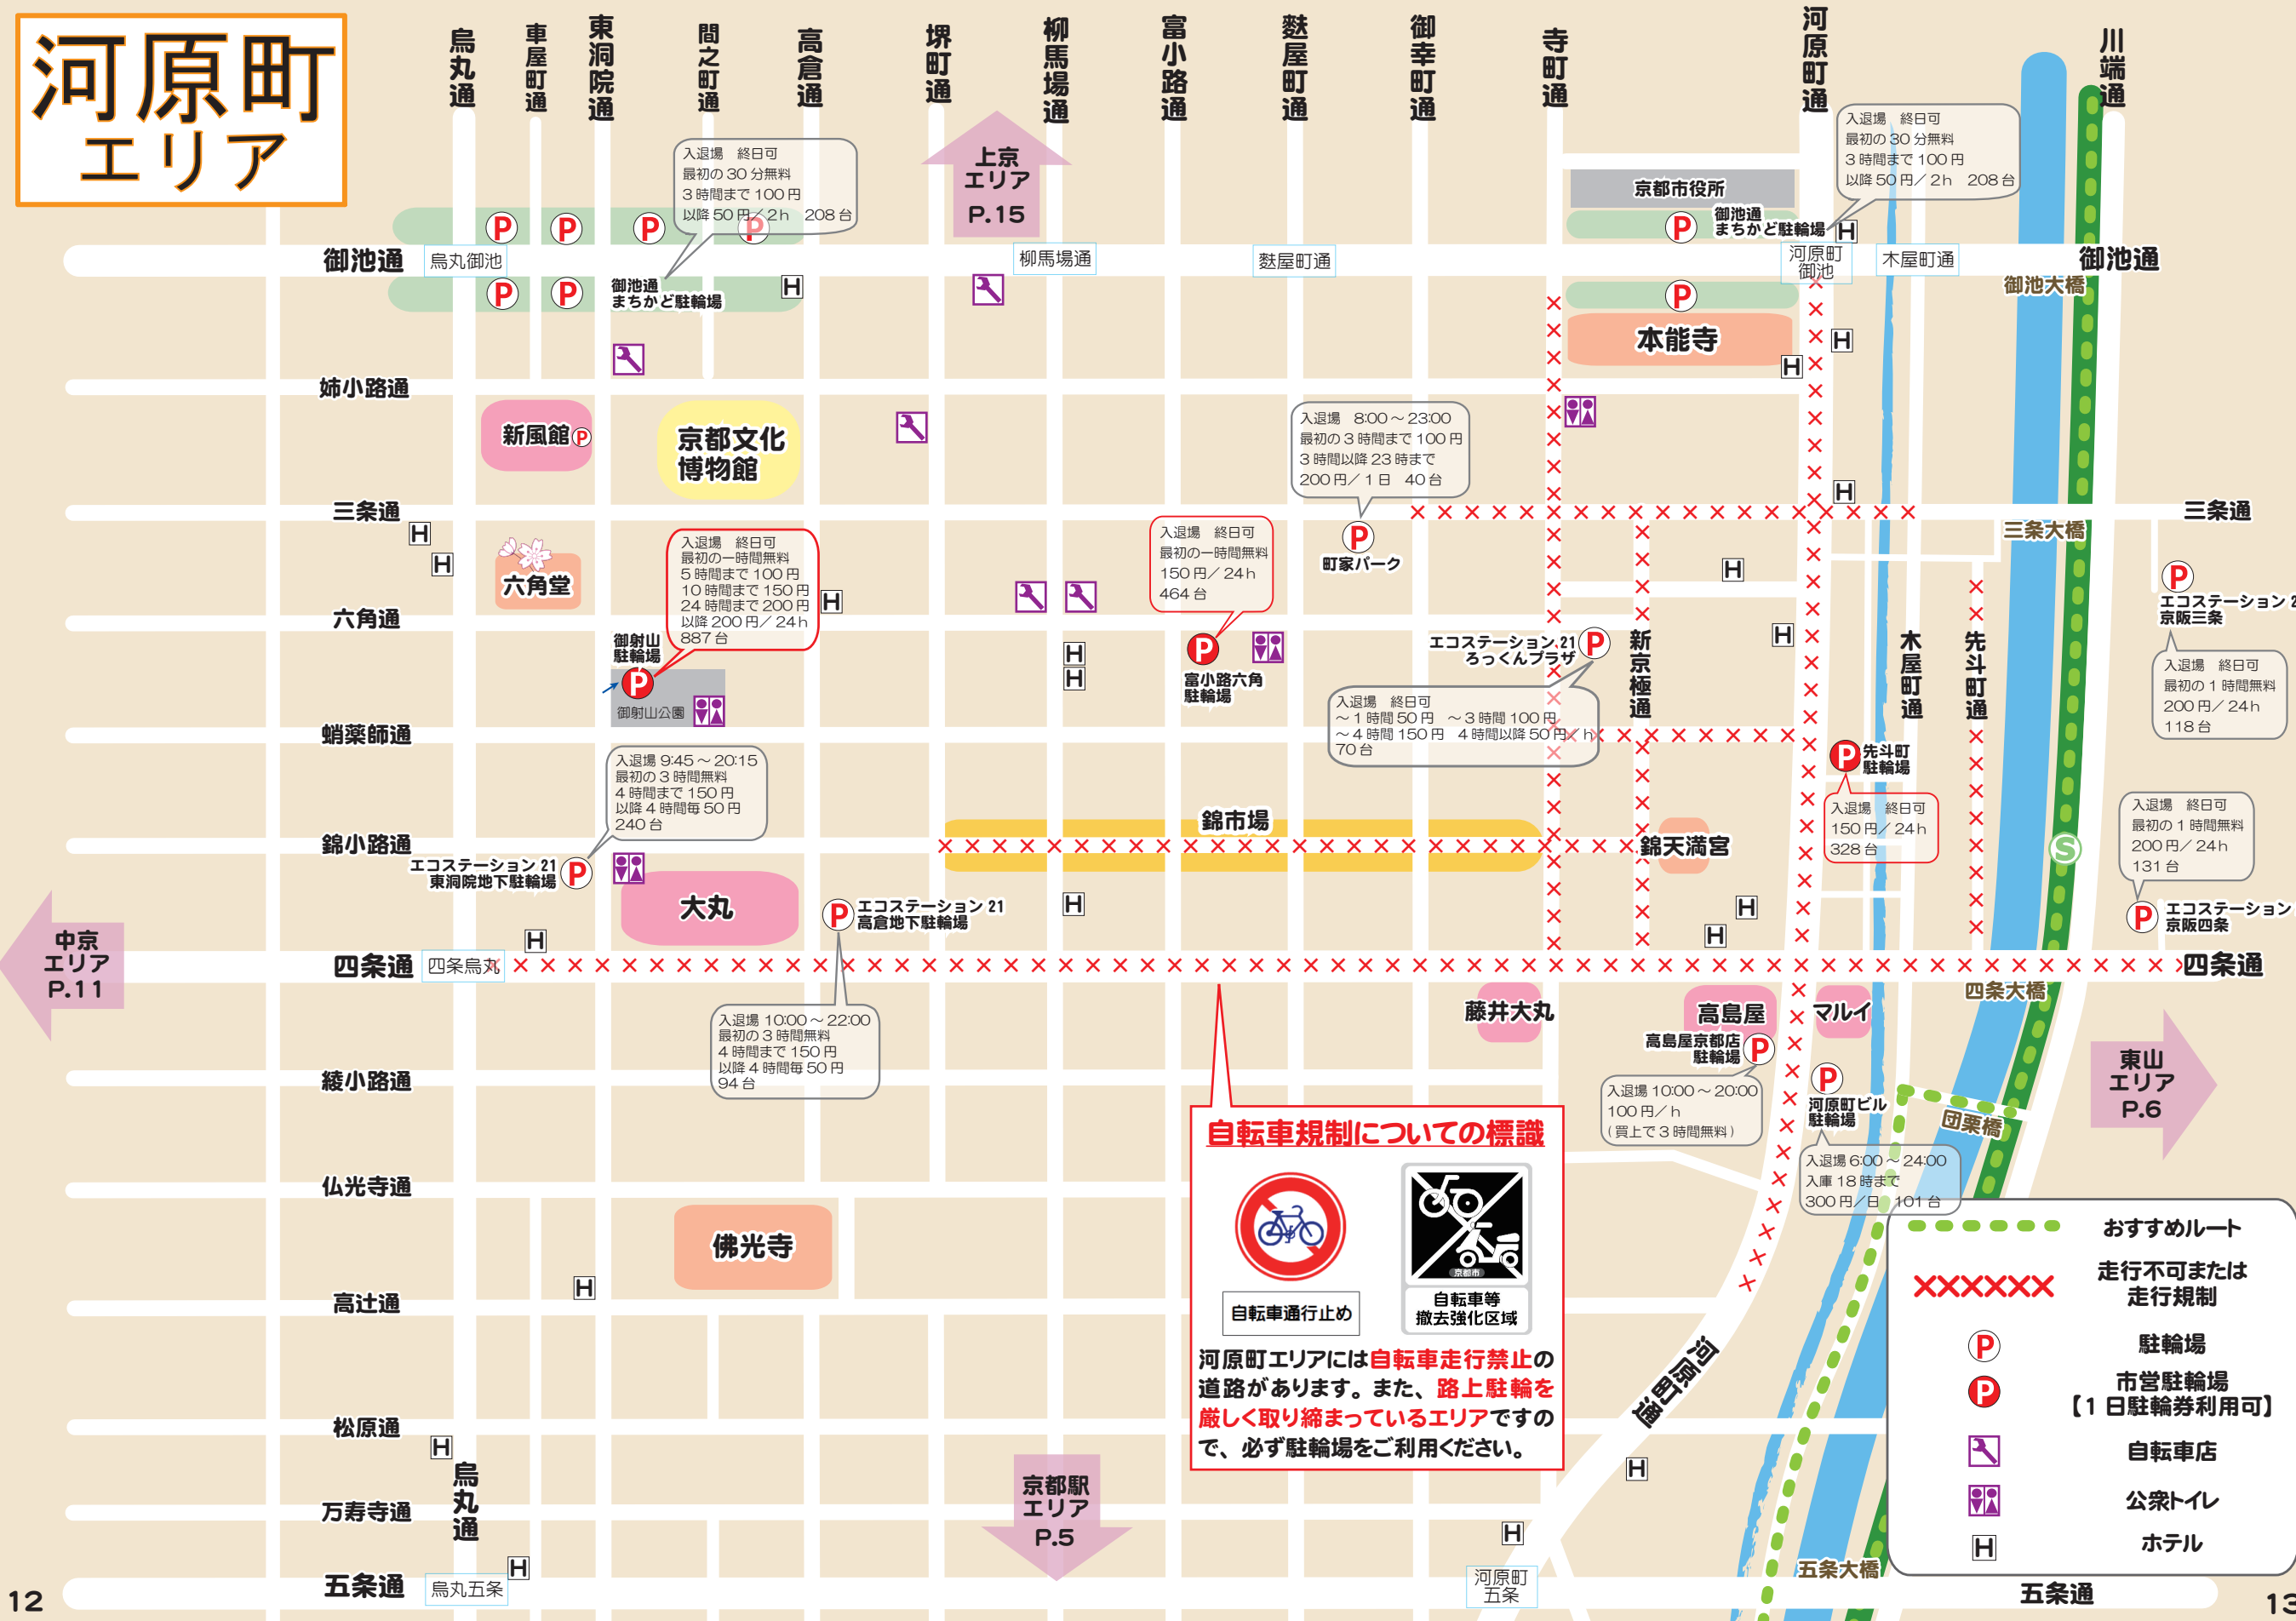 河原町
エリア
烏丸通
車屋町通
東洞院通
間之町通
高倉通
堺町通
柳馬場通
富小路通
麩屋町通
御幸町通
寺町通
河原町通
川端通
上京
エリア
P.15
入退場 終日可
最初の30分無料
3時間まで100円
以降50円/2h 208台
入退場 終日可
最初の30分無料
3時間まで100円
以降50円/2h 208台
京都市役所
御池通
まちかど駐輪場
御池通
烏丸御池
柳馬場通
麩屋町通
河原町
御池
木屋町通
御池通
御池大橋
御池通
まちかど駐輪場
本能寺
姉小路通
新風館
京都文化
博物館
入退場 8:00~23:00
最初の3時間まで100円
3時間以降23時まで
200円/1日 40台
三条通
三条通
三条大橋
町家パーク
六角堂
入退場 終日可
最初の一時間無料
5時間まで100円
10時間まで150円
24時間まで200円
以降200円/24h
887台
入退場 終日可
最初の一時間無料
150円/24h
464台
エコステーション2
京阪三条
入退場 終日可
最初の1時間無料
200円/24h
118台
六角通
御射山
駐輪場
御射山公園
富小路六角
駐輪場
エコステーション21
ろっくんプラザ
新京極通
木屋町通
先斗町通
入退場 終日可
~1時間50円 ~3時間100円
~4時間150円 4時間以降50円/h
70台
蛸薬師通
先斗町
駐輪場
入退場 終日可
150円/24h
328台
入退場 9:45~20:15
最初の3時間無料
4時間まで150円
以降4時間毎50円
240台
入退場 終日可
最初の1時間無料
200円/24h
131台
錦市場
錦小路通
錦天満宮
S
エコステーション21
東洞院地下駐輪場
大丸
エコステーション21
高倉地下駐輪場
エコステーション
京阪四条
中京
エリア
P.11
四条通
四条烏丸
四条通
四条大橋
藤井大丸
高島屋
マルイ
高島屋京都店
駐輪場
入退場 10:00~22:00
最初の3時間無料
4時間まで150円
以降4時間毎50円
94台
綾小路通
入退場 10:00~20:00
100円/h
(買上で3時間無料)
河原町ビル
駐輪場
団栗橋
東山
エリア
P.6
入退場 6:00~24:00
入庫18時まで
300円/日 101台
仏光寺通
佛光寺
高辻通
自転車規制についての標識
京都市
自転車通行止め
自転車等
撤去強化区域
河原町エリアには自転車走行禁止の
道路があります。また、路上駐輪を
厳しく取り締まっているエリアですの
で、必ず駐輪場をご利用ください。
河原町通
松原通
烏丸通
万寿寺通
京都駅
エリア
P.5
五条通
烏丸五条
河原町
五条
五条大橋
五条通
おすすめルート
走行不可または
走行規制
P
駐輪場
P
市営駐輪場
【1日駐輪券利用可】
自転車店
公衆トイレ
H
ホテル
12
13